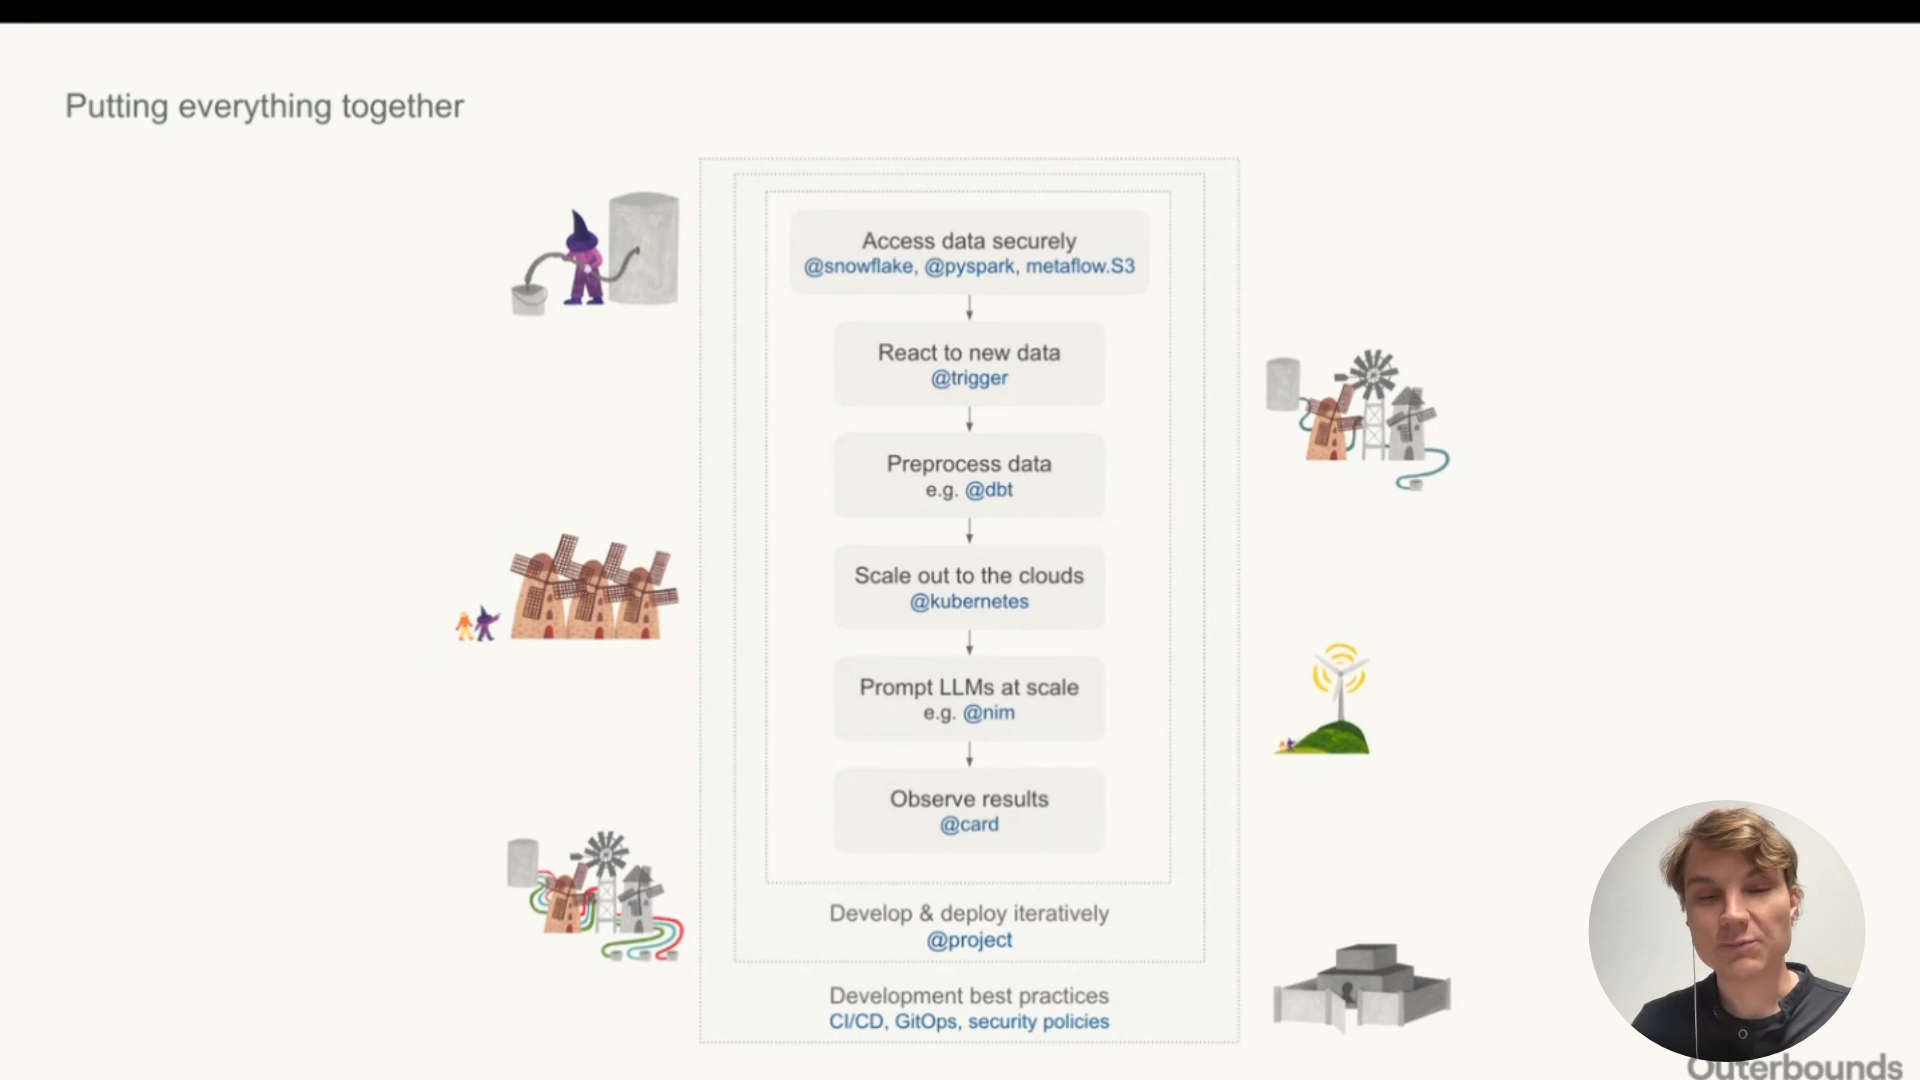 Putting everything together
Access data securely
@snowflake, @pyspark, metaflow.S3
React to new data
@trigger
Preprocess data
e.g. @dbt
Scale out to the clouds
@kubernetes
Prompt LLMs at scale
e.g. @nim
Observe results
@card
Develop & deploy iteratively
@project
Development best practices
CI/CD, GitOps, security policies
Outerbounds